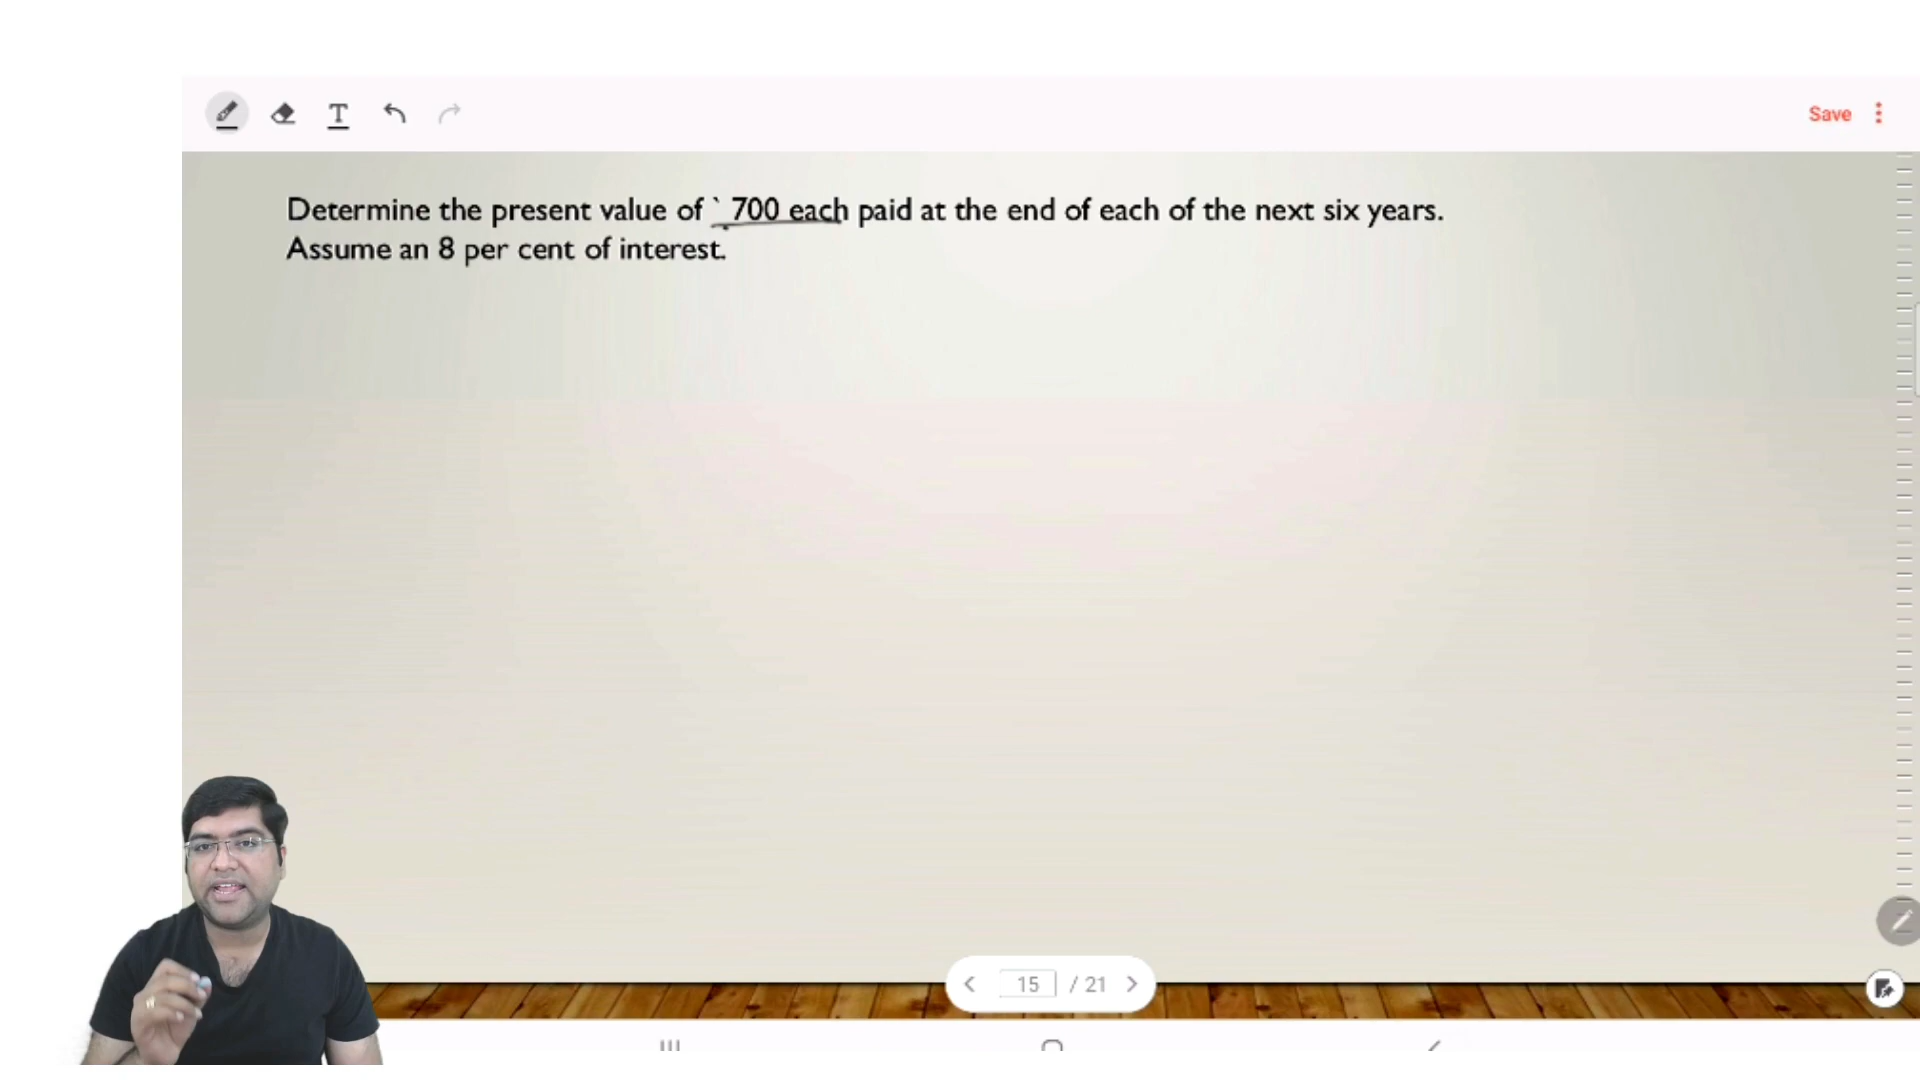 T
Save
Determine the present value of ` 700 each paid at the end of each of the next six years.
Assume an 8 per cent of interest.
15 / 21